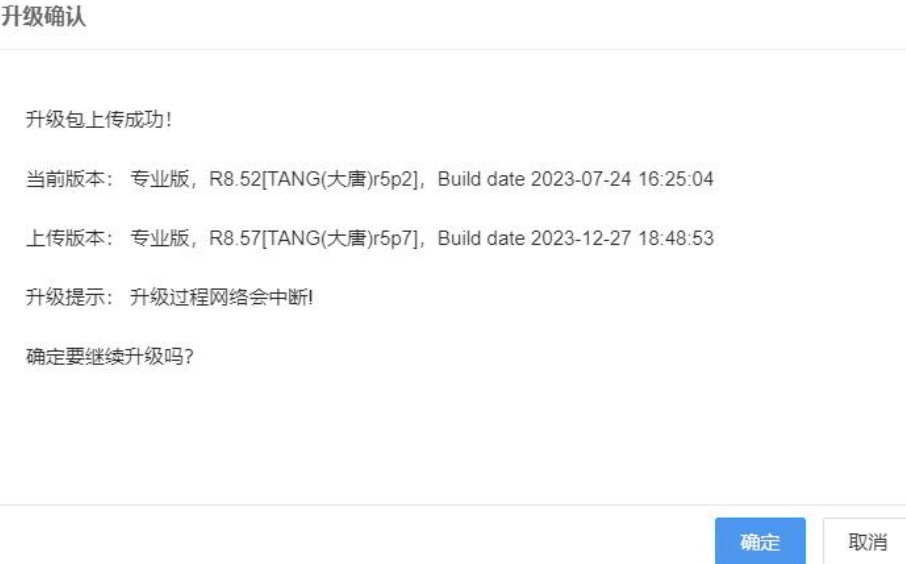 升级确认
升级包上传成功！
当前版本： 专业版，R8.52[TANG(大唐)r5p2]，Build date 2023-07-24 16:25:04
上传版本： 专业版，R8.57[TANG(大唐)r5p7]，Build date 2023-12-27 18:48:53
升级提示： 升级过程网络会中断!
确定要继续升级吗？
确定 取消